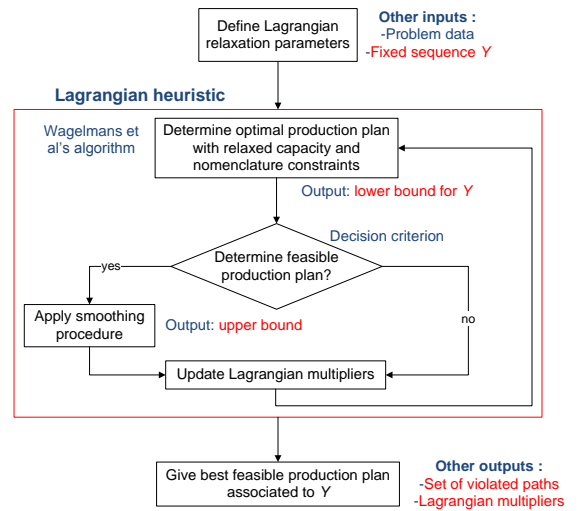 Define Lagrangian
relaxation parameters
Other inputs :
-Problem data
-Fixed sequence Y
Lagrangian heuristic
Wagelmans et
al's algorithm
Determine optimal production plan
with relaxed capacity and
nomenclature constraints
Output: lower bound for Y
Decision criterion
Determine feasible
production plan?
yes
no
Apply smoothing
procedure
Output: upper bound
Update Lagrangian multipliers
Give best feasible production plan
associated to Y
Other outputs :
-Set of violated paths
-Lagrangian multipliers